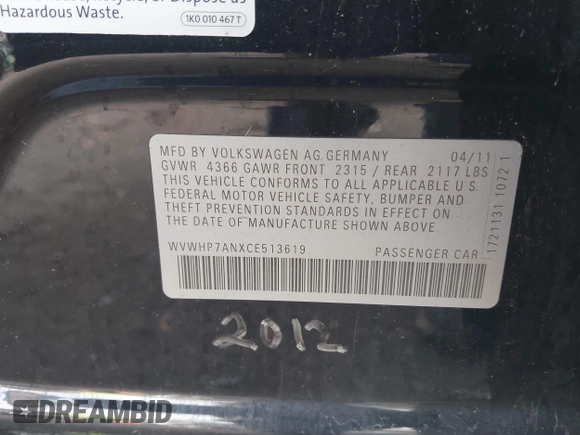 Hazardous Waste.
1K0 010 467 T
MFD BY VOLKSWAGEN AG GERMANY 04/11
GVWR 4366 GAWR FRONT 2315 / REAR 2117 LBS
THIS VEHICLE CONFORMS TO ALL APPLICABLE U S
FEDERAL MOTOR VEHICLE SAFETY, BUMPER AND
THEFT PREVENTION STANDARDS IN EFFECT ON
THE DATE OF MANUFACTURE SHOWN ABOVE.
WVWHP7ANXCE513619 PASSENGER CAR
1721131 1072 1
2012
DREAMBID